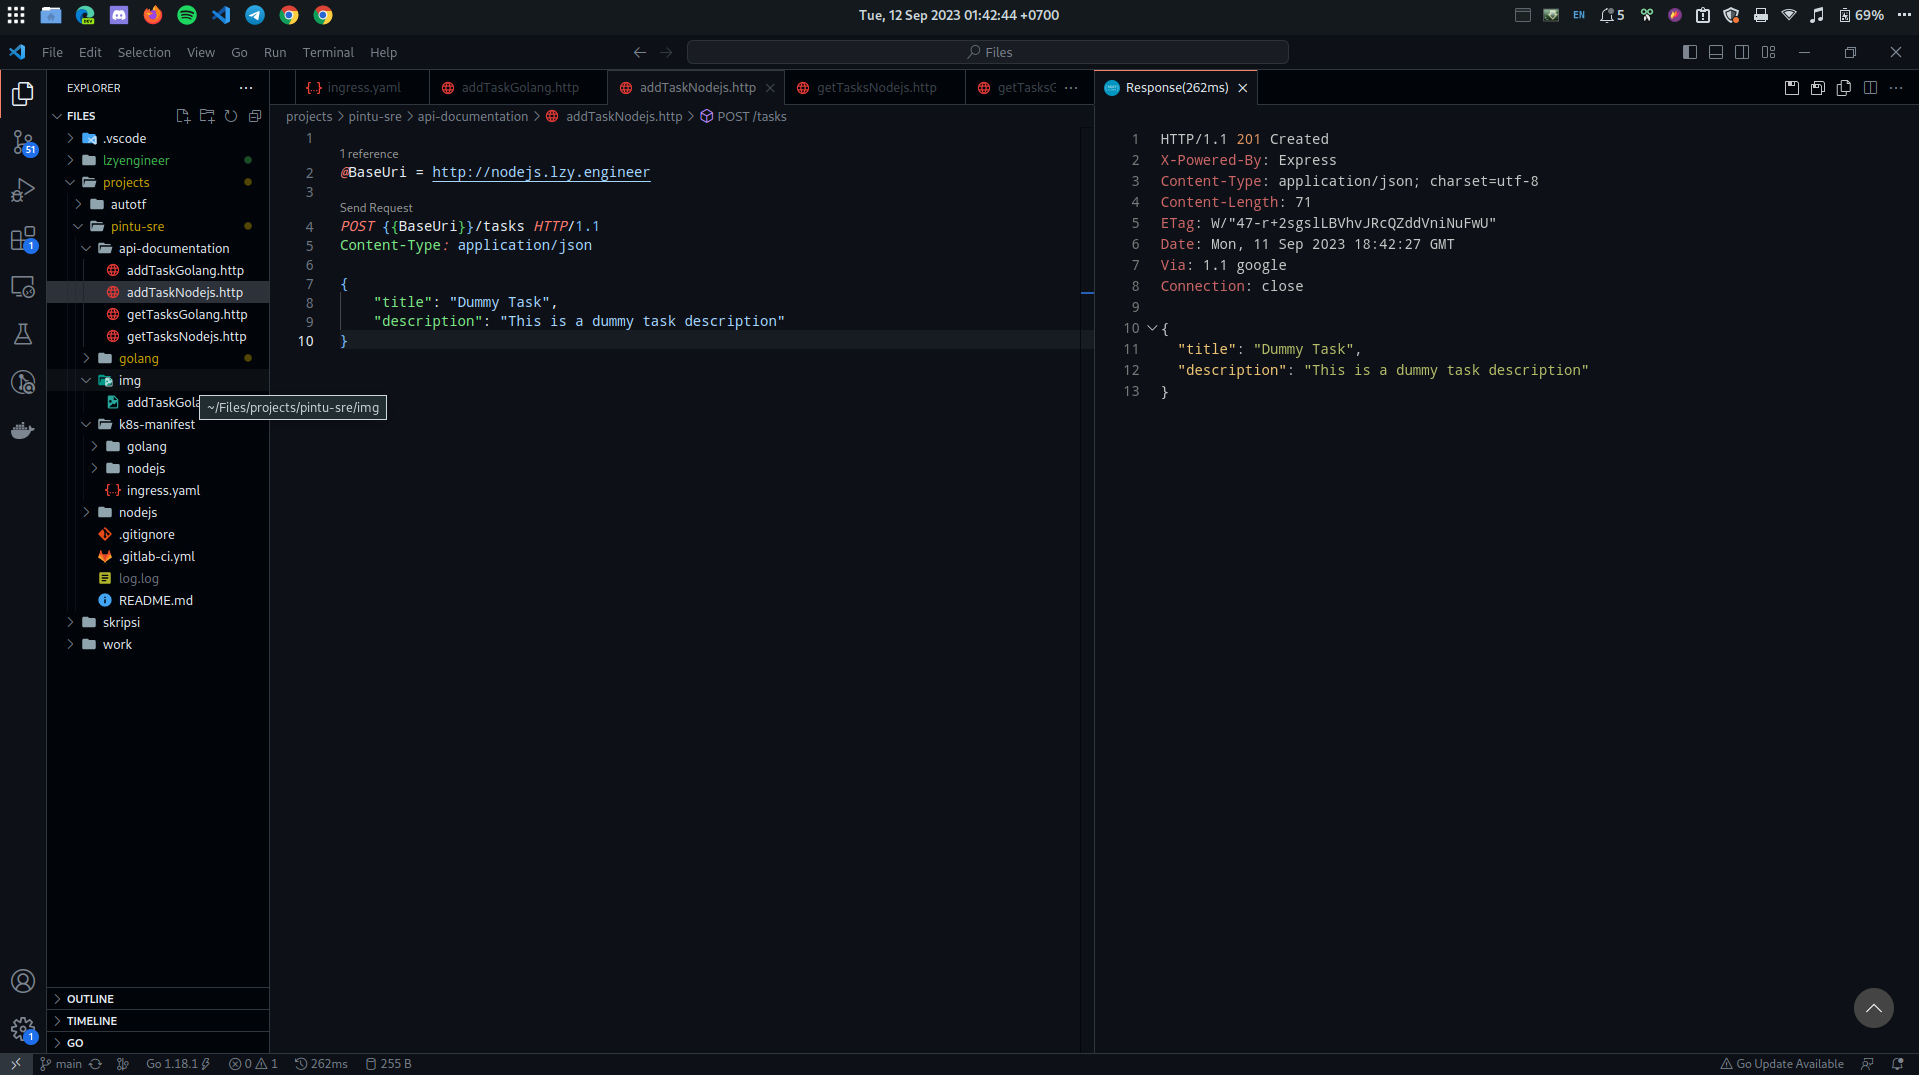 Tue, 12 Sep 2023 01:42:44 +0700
EN
5
69%
File Edit Selection View Go Run Terminal Help
Files
EXPLORER
FILES
.vscode
lzyengineer
projects
autotf
pintu-sre
api-documentation
addTaskGolang.http
addTaskNodejs.http
getTasksGolang.http
getTasksNodejs.http
golang
img
addTaskGola
~/Files/projects/pintu-sre/img
k8s-manifest
golang
nodejs
ingress.yaml
nodejs
.gitignore
.gitlab-ci.yml
log.log
README.md
skripsi
work
OUTLINE
TIMELINE
GO
51
1
1
ingress.yaml addTaskGolang.http addTaskNodejs.http getTasksNodejs.http getTasksG
projects > pintu-sre > api-documentation > addTaskNodejs.http > POST /tasks
1
1 reference
2 @BaseUri = http://nodejs.lzy.engineer
3
Send Request
4 POST {{BaseUri}}/tasks HTTP/1.1
5 Content-Type: application/json
6
7 {
8 "title": "Dummy Task",
9 "description": "This is a dummy task description"
10 }
Response(262ms)
1 HTTP/1.1 201 Created
2 X-Powered-By: Express
3 Content-Type: application/json; charset=utf-8
4 Content-Length: 71
5 ETag: W/"47-r+2sgslLBVhvJRcQZddVniNuFwU"
6 Date: Mon, 11 Sep 2023 18:42:27 GMT
7 Via: 1.1 google
8 Connection: close
9
10 {
11 "title": "Dummy Task",
12 "description": "This is a dummy task description"
13 }
main Go 1.18.1 0 1 262ms 255 B
Go Update Available